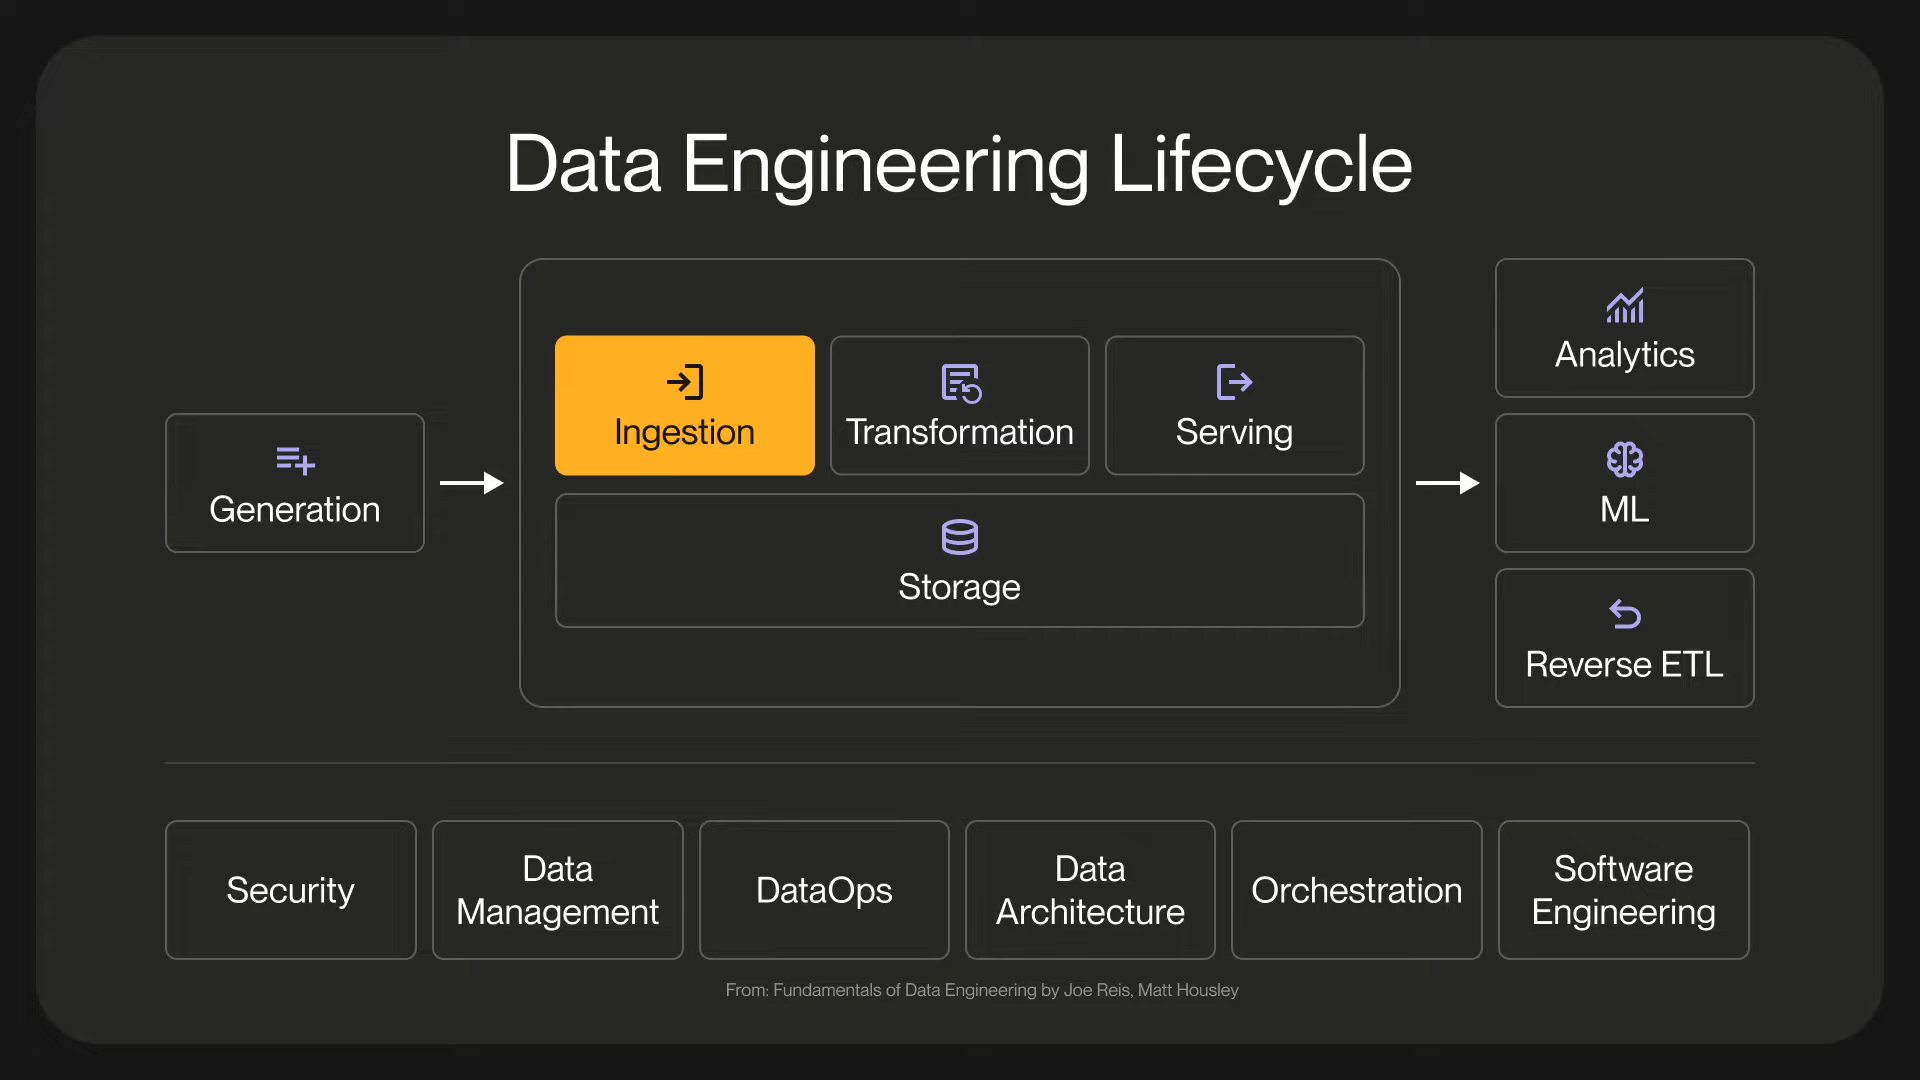 Data Engineering Lifecycle
Generation
Ingestion
Transformation
Serving
Storage
Analytics
ML
Reverse ETL
Security
Data
Management
DataOps
Data
Architecture
Orchestration
Software
Engineering
From: Fundamentals of Data Engineering by Joe Reis, Matt Housley